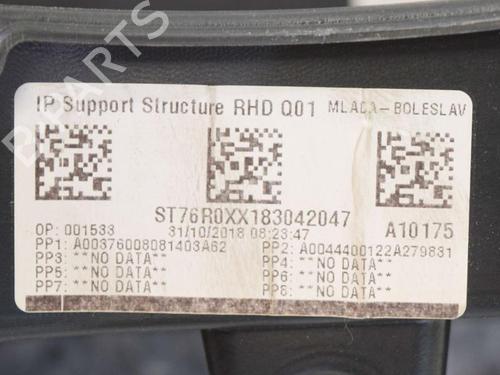 IP Support Structure RHD Q01 MLADA-BOLESLAV
ST76R0XX183042047 A10175
OP: 001533 31/10/2018 08:23:47
PP1: A00376008081403A62 PP2: A0044400122A279831
PP3: **NO DATA** PP4: **NO DATA**
PP5: **NO DATA** PP6: **NO DATA**
PP7: **NO DATA** PP8: **NO DATA**